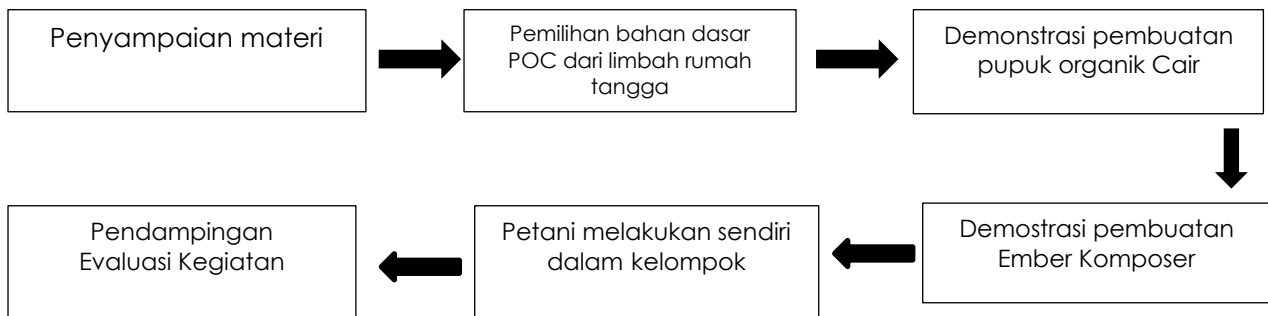 Penyampaian materi
Pemilihan bahan dasar
POC dari limbah rumah
tangga
Demonstrasi pembuatan
pupuk organik Cair
Demostrasi pembuatan
Ember Komposer
Petani melakukan sendiri
dalam kelompok
Pendampingan
Evaluasi Kegiatan